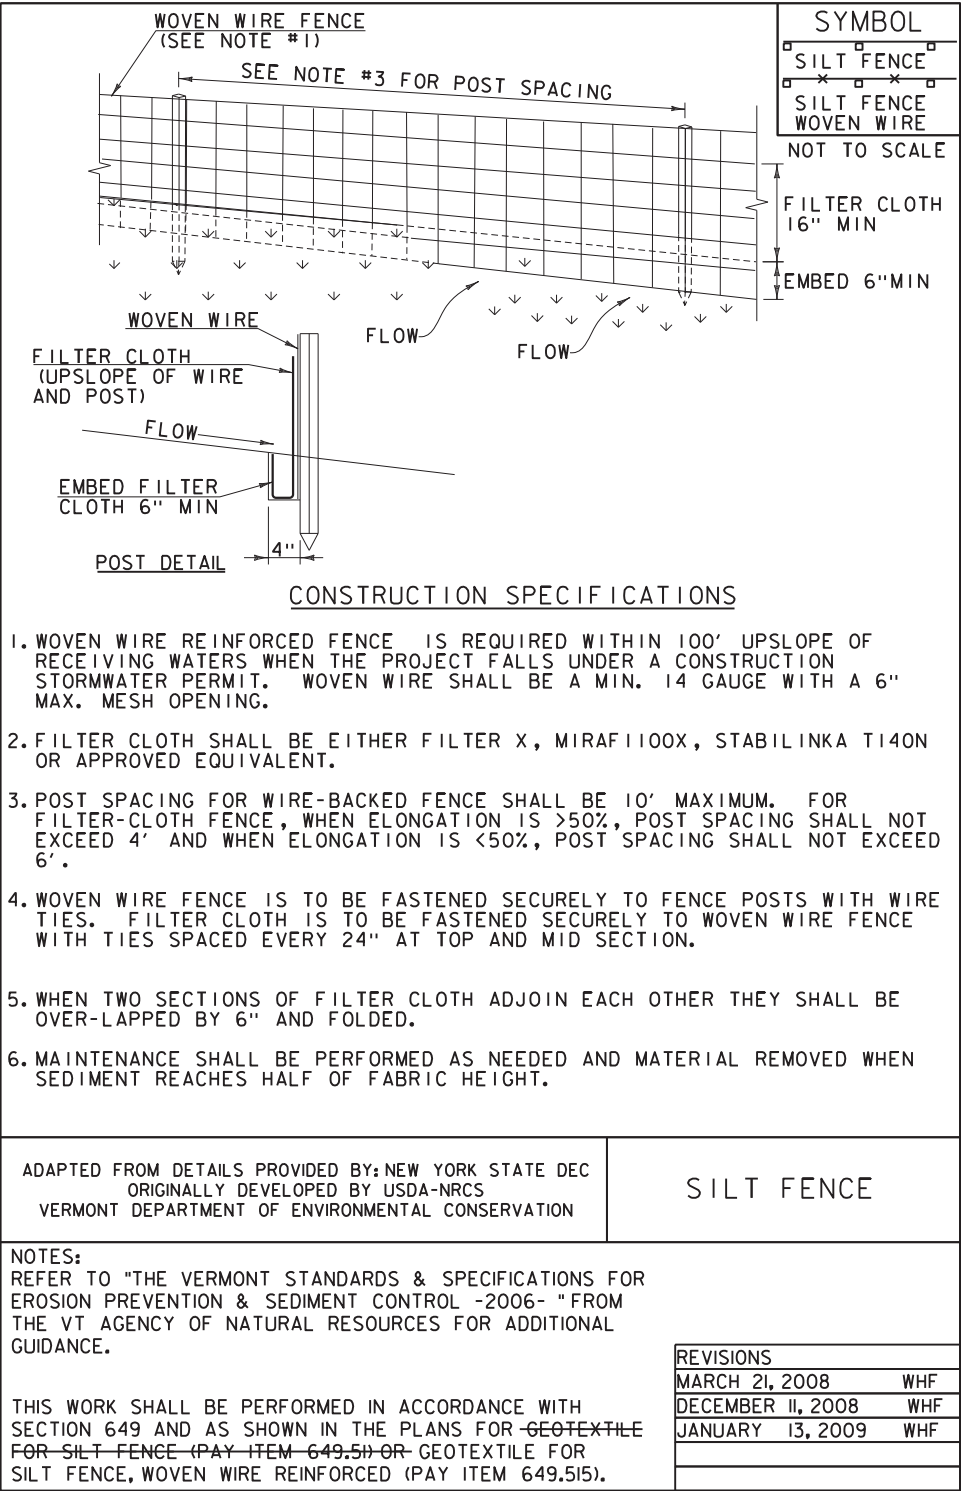 WOVEN WIRE FENCE
(SEE NOTE #1)
SEE NOTE #3 FOR POST SPACING
SYMBOL
SILT FENCE
SILT FENCE
WOVEN WIRE
NOT TO SCALE
FILTER CLOTH
16" MIN
EMBED 6"MIN
FLOW
FLOW
WOVEN WIRE
FILTER CLOTH
(UPSLOPE OF WIRE
AND POST)
FLOW
EMBED FILTER
CLOTH 6" MIN
4"
POST DETAIL
CONSTRUCTION SPECIFICATIONS
1. WOVEN WIRE REINFORCED FENCE IS REQUIRED WITHIN 100' UPSLOPE OF
RECEIVING WATERS WHEN THE PROJECT FALLS UNDER A CONSTRUCTION
STORMWATER PERMIT. WOVEN WIRE SHALL BE A MIN. 14 GAUGE WITH A 6"
MAX. MESH OPENING.
2. FILTER CLOTH SHALL BE EITHER FILTER X, MIRAFI100X, STABILINKA T140N
OR APPROVED EQUIVALENT.
3. POST SPACING FOR WIRE-BACKED FENCE SHALL BE 10' MAXIMUM. FOR
FILTER-CLOTH FENCE, WHEN ELONGATION IS >50%, POST SPACING SHALL NOT
EXCEED 4' AND WHEN ELONGATION IS <50%, POST SPACING SHALL NOT EXCEED
6'.
4. WOVEN WIRE FENCE IS TO BE FASTENED SECURELY TO FENCE POSTS WITH WIRE
TIES. FILTER CLOTH IS TO BE FASTENED SECURELY TO WOVEN WIRE FENCE
WITH TIES SPACED EVERY 24" AT TOP AND MID SECTION.
5. WHEN TWO SECTIONS OF FILTER CLOTH ADJOIN EACH OTHER THEY SHALL BE
OVER-LAPPED BY 6" AND FOLDED.
6. MAINTENANCE SHALL BE PERFORMED AS NEEDED AND MATERIAL REMOVED WHEN
SEDIMENT REACHES HALF OF FABRIC HEIGHT.
ADAPTED FROM DETAILS PROVIDED BY: NEW YORK STATE DEC
ORIGINALLY DEVELOPED BY USDA-NRCS
VERMONT DEPARTMENT OF ENVIRONMENTAL CONSERVATION
SILT FENCE
NOTES:
REFER TO "THE VERMONT STANDARDS & SPECIFICATIONS FOR
EROSION PREVENTION & SEDIMENT CONTROL -2006- " FROM
THE VT AGENCY OF NATURAL RESOURCES FOR ADDITIONAL
GUIDANCE.
THIS WORK SHALL BE PERFORMED IN ACCORDANCE WITH
SECTION 649 AND AS SHOWN IN THE PLANS FOR GEOTEXTILE
FOR SILT FENCE (PAY ITEM 649.51) OR GEOTEXTILE FOR
SILT FENCE, WOVEN WIRE REINFORCED (PAY ITEM 649.515).
REVISIONS
MARCH 21, 2008 WHF
DECEMBER 11, 2008 WHF
JANUARY 13, 2009 WHF